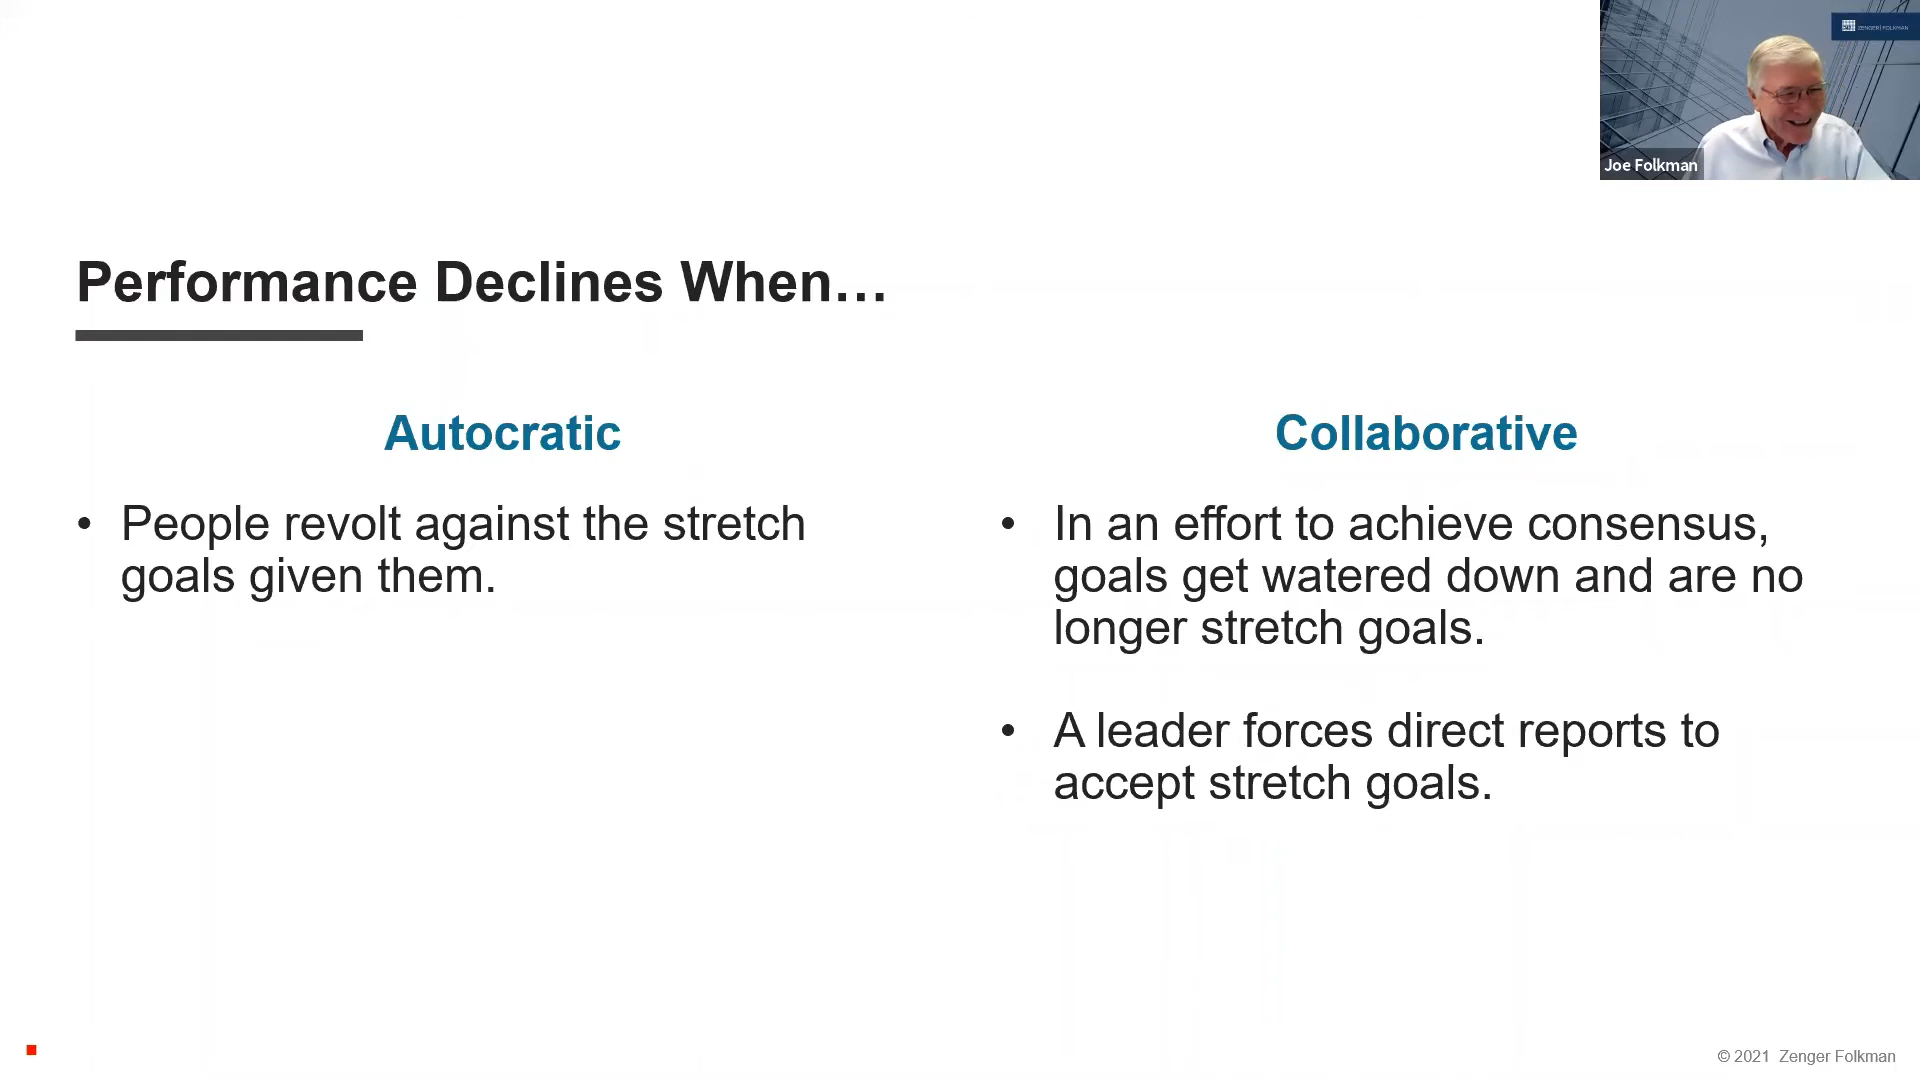 ZENGER|FOLKMAN
Joe Folkman
Performance Declines When…
Autocratic
• People revolt against the stretch
goals given them.
Collaborative
• In an effort to achieve consensus,
goals get watered down and are no
longer stretch goals.
• A leader forces direct reports to
accept stretch goals.
© 2021 Zenger Folkman